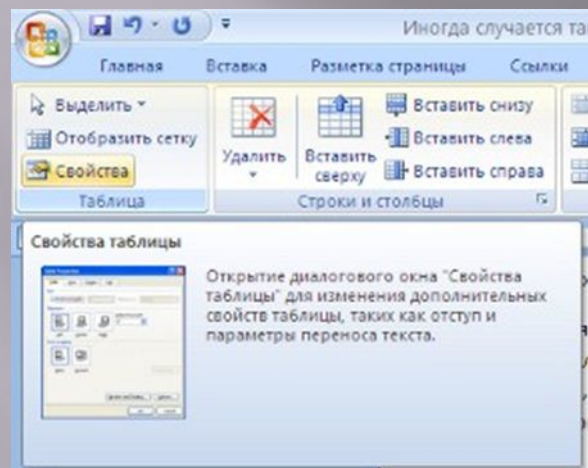 Иногда случается та
Главная Вставка Разметка страницы Ссылки
Выделить
Отобразить сетку
Свойства
Таблица
Удалить
Вставить сверху
Вставить снизу
Вставить слева
Вставить справа
Строки и столбцы
Свойства таблицы
Открытие диалогового окна "Свойства
таблицы" для изменения дополнительных
свойств таблицы, таких как отступ и
параметры переноса текста.